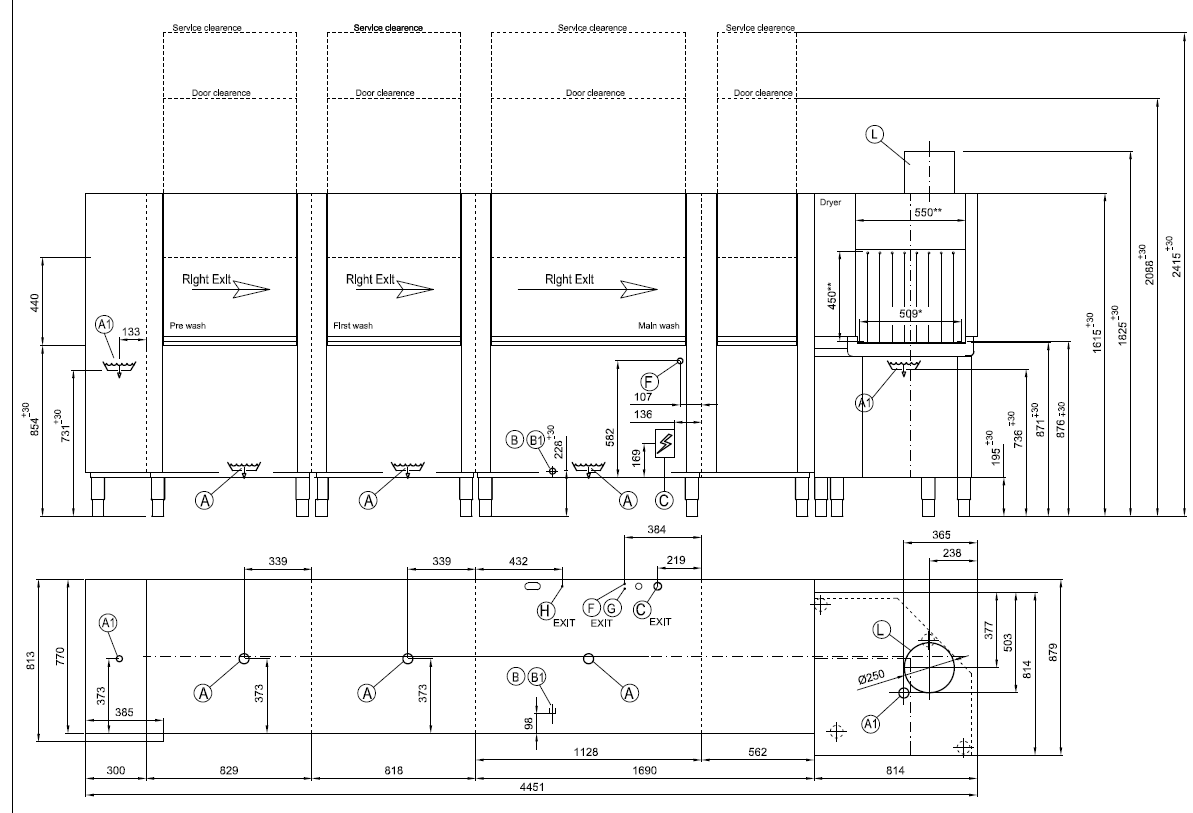 Service clearence
Service clearence
Service clearence
Service clearence
Door clearence
Door clearence
Door clearence
Door clearence
L
Dryer
550**
Right Exit
Right Exit
Right Exit
440
450**
509*
2088 ±30
2415 ±30
1825 ±30
1615 ±30
A1
133
Pre wash
First wash
Main wash
F
A1
107
136
854 ±30
731 ±30
582
169
B
B1
228 ±30
195 ±30
736 ±30
871 ±30
876 ±30
A
A
A
C
384
365
339
339
432
219
238
H
EXIT
F
G
EXIT
C
EXIT
A1
L
813
770
373
A
373
A
373
B
B1
A
98
Ø250
A1
377
503
814
879
385
1128
562
300
829
818
1690
814
4451